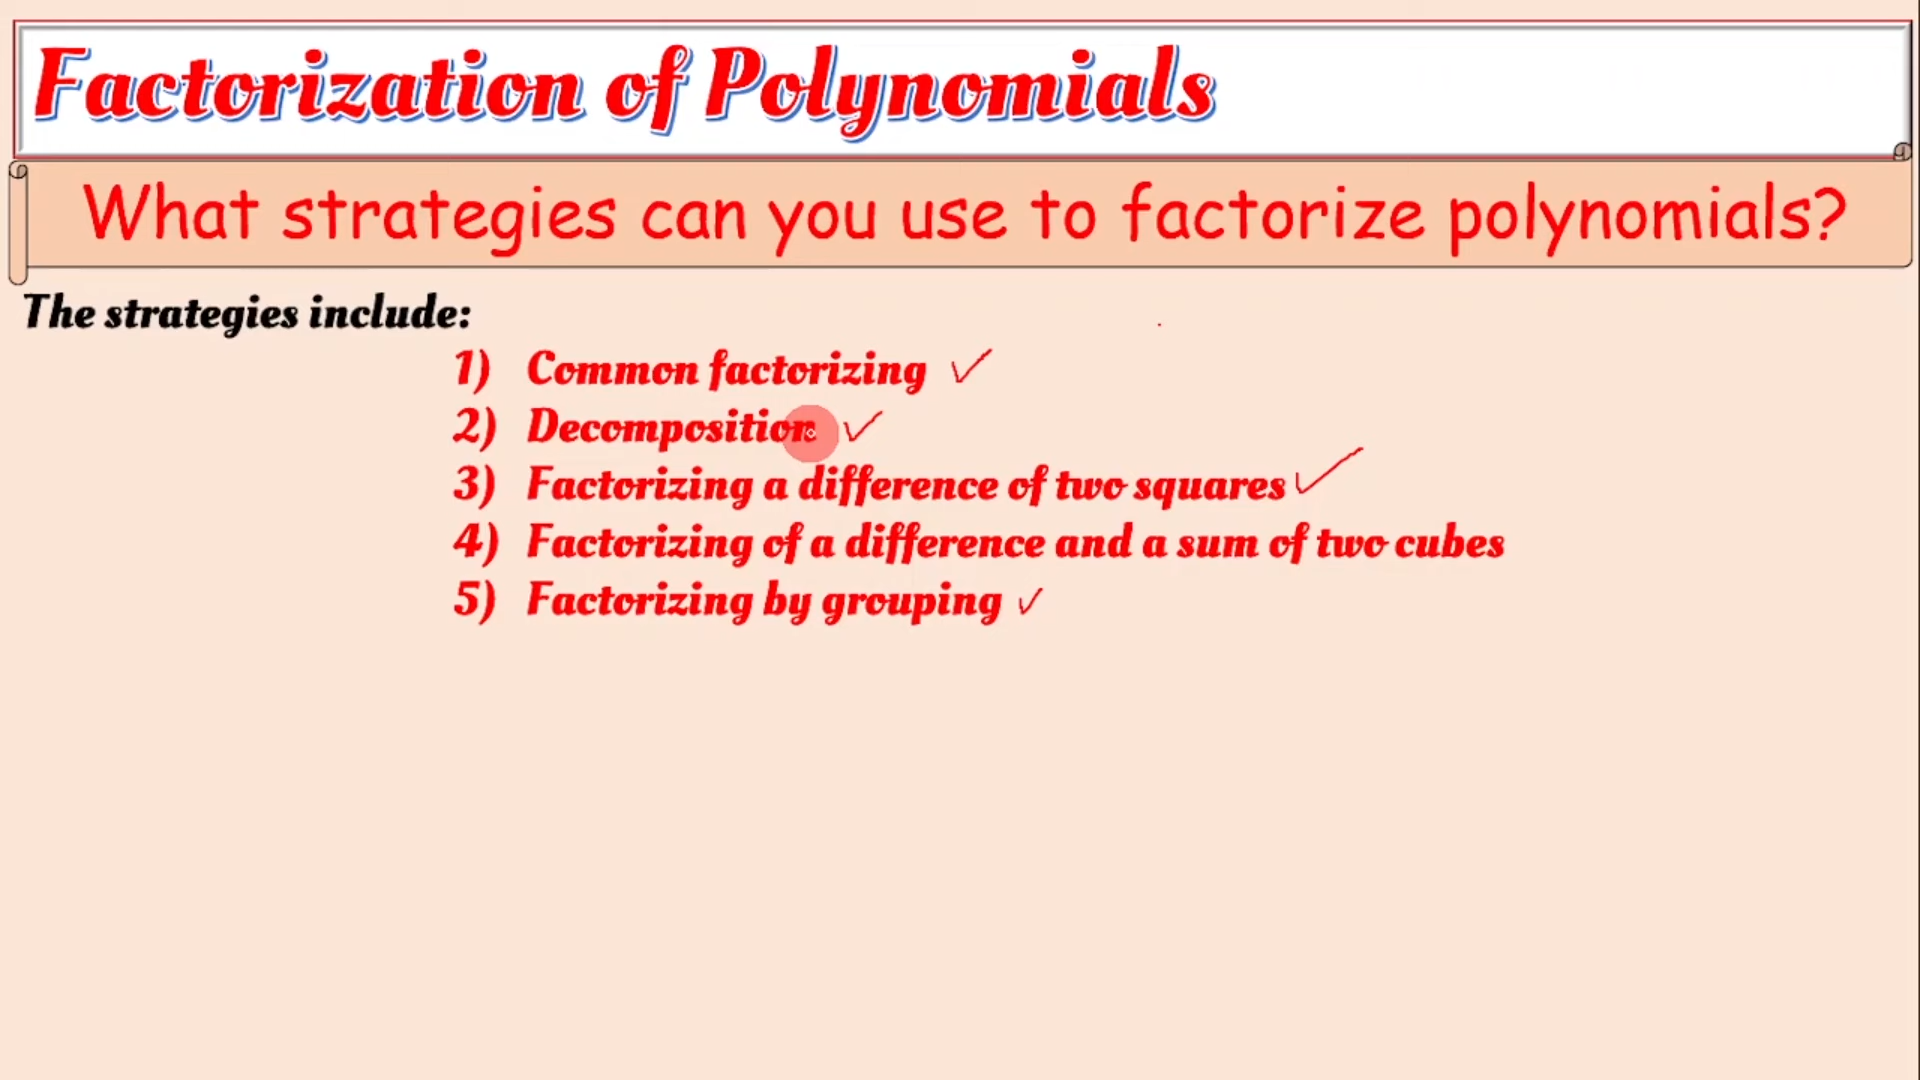 Factorization of Polynomials
What strategies can you use to factorize polynomials?
The strategies include:
1) Common factorizing ✓
2) Decomposition ✓
3) Factorizing a difference of two squares ✓
4) Factorizing of a difference and a sum of two cubes
5) Factorizing by grouping ✓